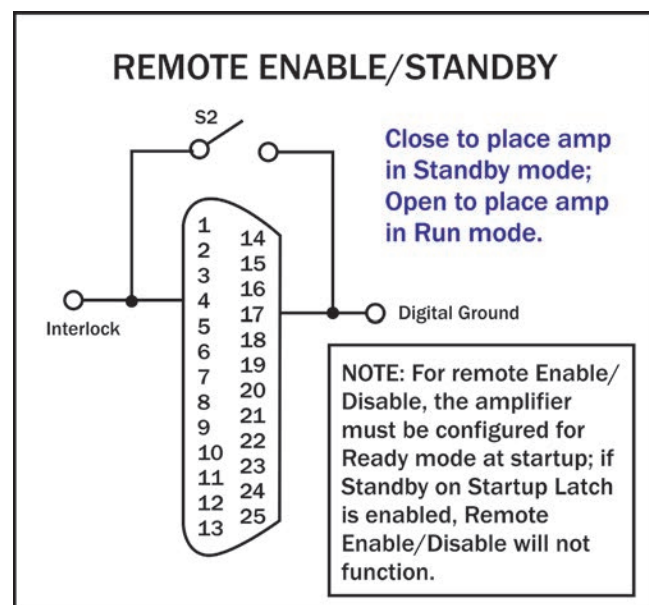 REMOTE ENABLE/STANDBY
S2
Close to place amp
in Standby mode;
Open to place amp
in Run mode.
1
14
2
15
3
16
4
17
5
18
6
19
7
20
8
21
9
22
10
23
11
24
12
25
13
Interlock
Digital Ground
NOTE: For remote Enable/
Disable, the amplifier
must be configured for
Ready mode at startup; if
Standby on Startup Latch
is enabled, Remote
Enable/Disable will not
function.